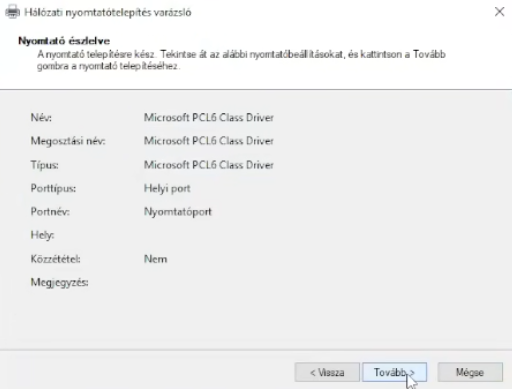 Hálózati nyomtatótelepítés varázsló
Nyomtató észlelve
A nyomtató telepítésre kész. Tekintse át az alábbi nyomtatóbeállításokat, és kattintson a Tovább
gombra a nyomtató telepítéséhez.
Név: Microsoft PCL6 Class Driver
Megosztási név: Microsoft PCL6 Class Driver
Típus: Microsoft PCL6 Class Driver
Porttípus: Helyi port
Portnév: Nyomtatóport
Hely:
Közzététel: Nem
Megjegyzés:
< Vissza Tovább > Mégse